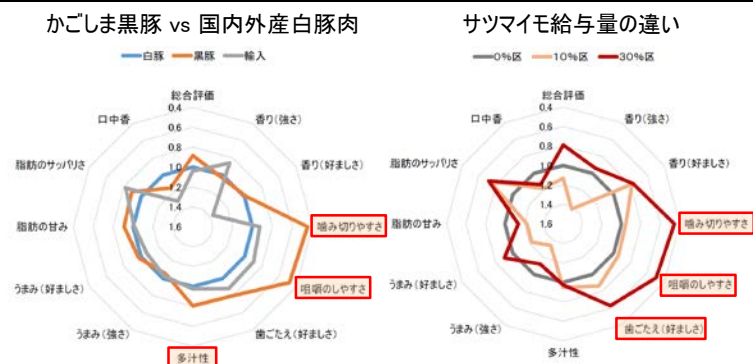 かごしま黒豚 vs 国内外産白豚肉
白豚 黒豚 輸入
総合評価
香り(強さ)
香り(好ましさ)
噛み切りやすさ
咀嚼のしやすさ
歯ごたえ(好ましさ)
多汁性
うまみ(強さ)
うまみ(好ましさ)
脂肪の甘み
脂肪のサッパリさ
口中香
0.4
0.6
0.8
1.0
1.2
1.4
1.6
サツマイモ給与量の違い
0%区 10%区 30%区
総合評価
香り(強さ)
香り(好ましさ)
噛み切りやすさ
咀嚼のしやすさ
歯ごたえ(好ましさ)
多汁性
うまみ(強さ)
うまみ(好ましさ)
脂肪の甘み
脂肪のサッパリさ
口中香
0.4
0.6
0.8
1.0
1.2
1.4
1.6